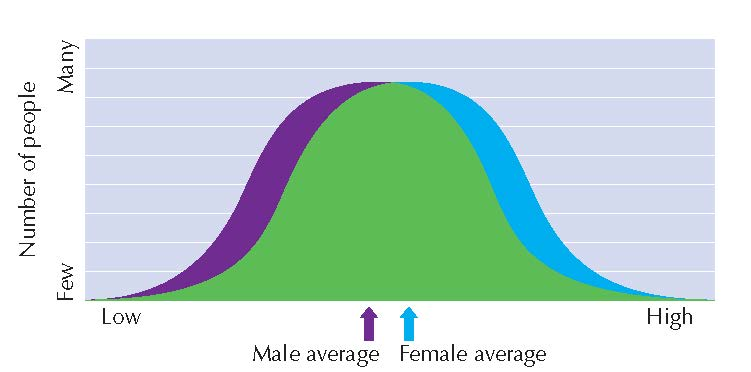 Number of people
Many
Few
Low
High
Male average
Female average